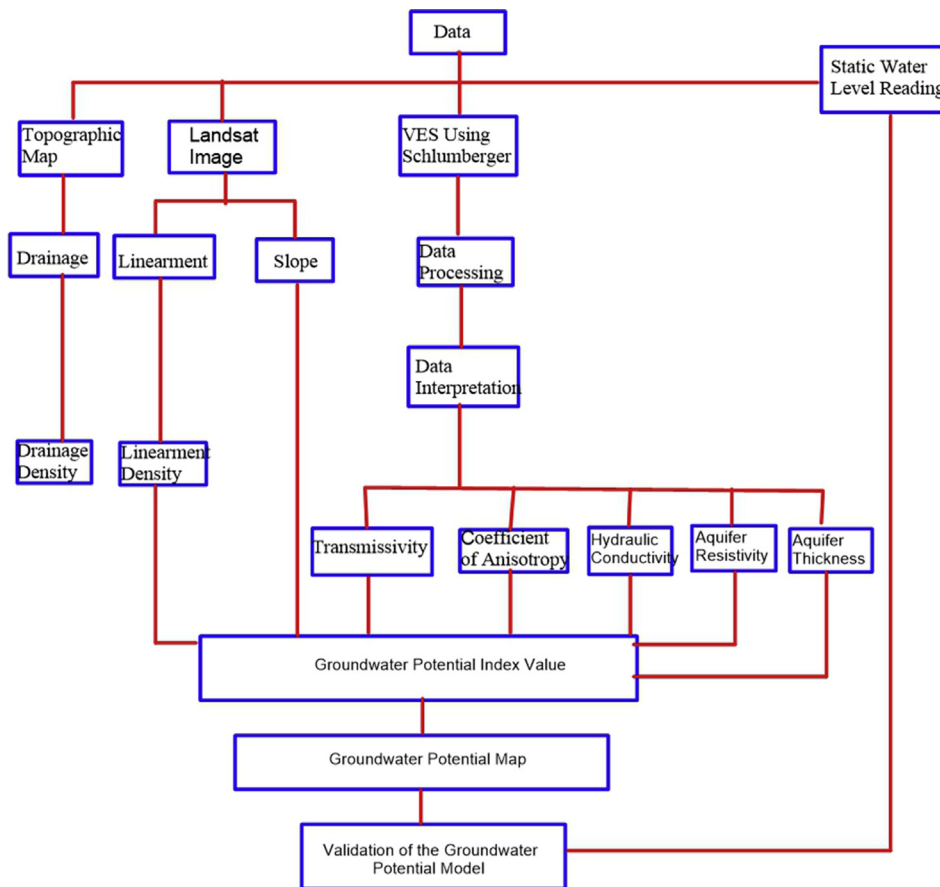 Data
Static Water
Level Reading
Topographic
Map
Landsat
Image
VES Using
Schlumberger
Drainage
Linearment
Slope
Data
Processing
Data
Interpretation
Drainage
Density
Linearment
Density
Transmissivity
Coefficient
of Anisotropy
Hydraulic
Conductivity
Aquifer
Resistivity
Aquifer
Thickness
Groundwater Potential Index Value
Groundwater Potential Map
Validation of the Groundwater
Potential Model